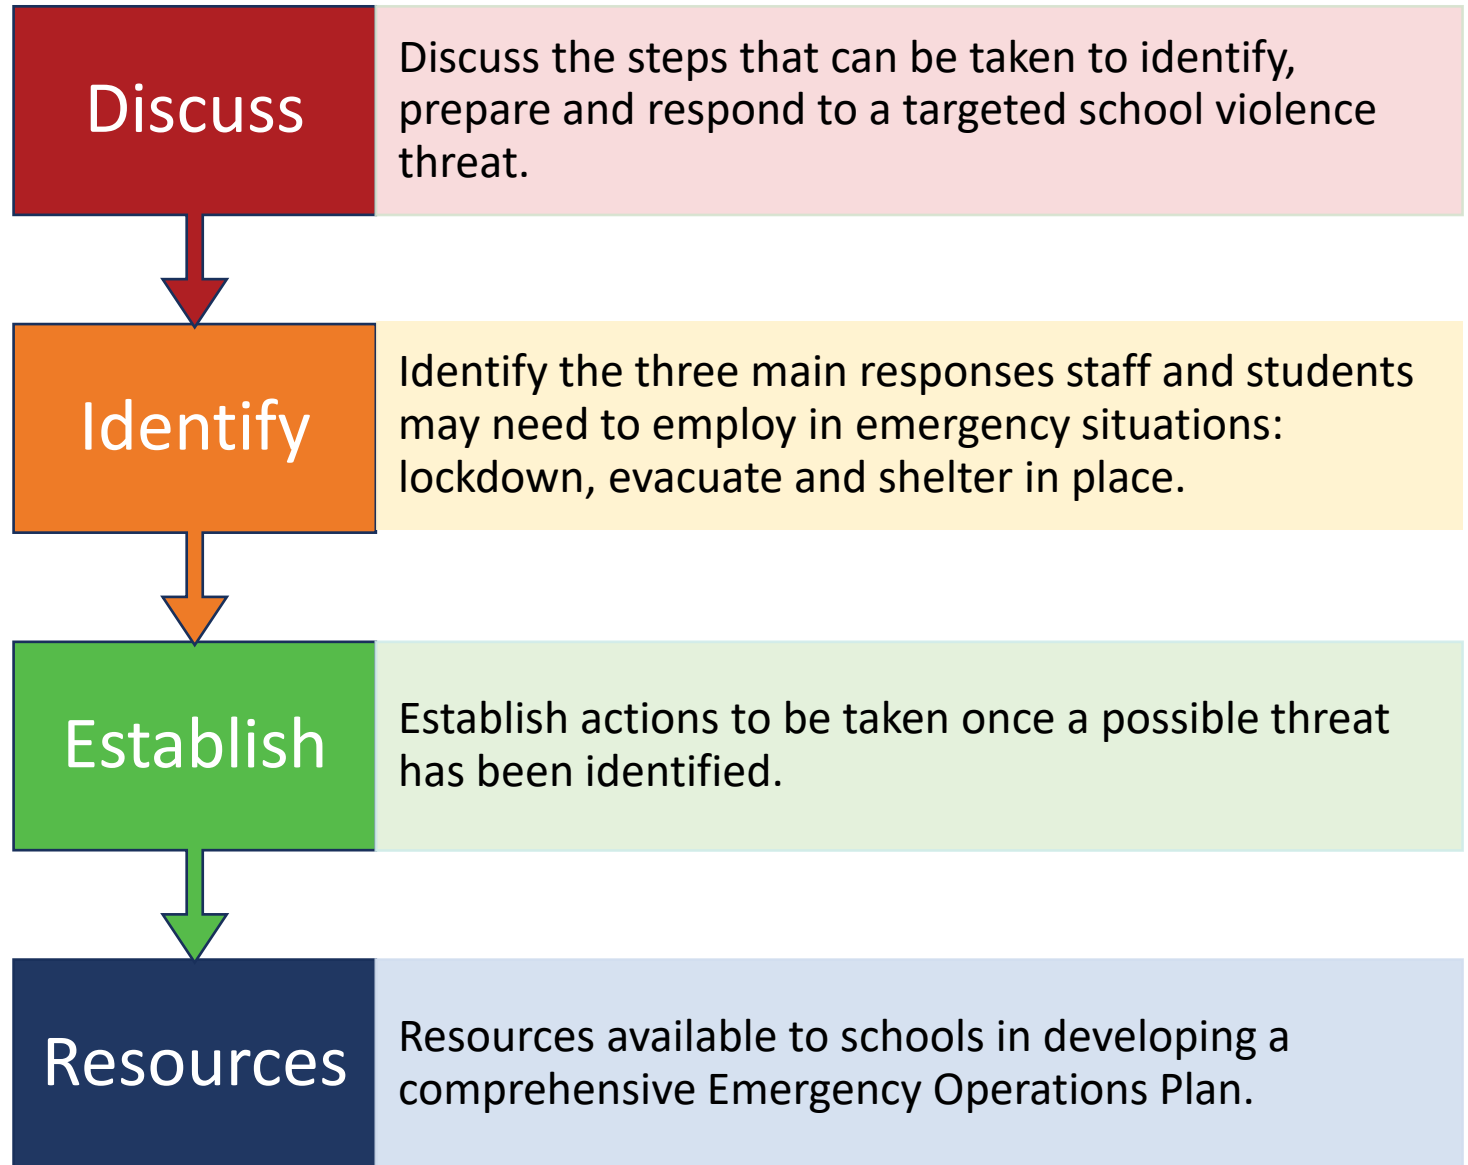 Discuss
Discuss the steps that can be taken to identify,
prepare and respond to a targeted school violence
threat.
Identify
Identify the three main responses staff and students
may need to employ in emergency situations:
lockdown, evacuate and shelter in place.
Establish
Establish actions to be taken once a possible threat
has been identified.
Resources
Resources available to schools in developing a
comprehensive Emergency Operations Plan.